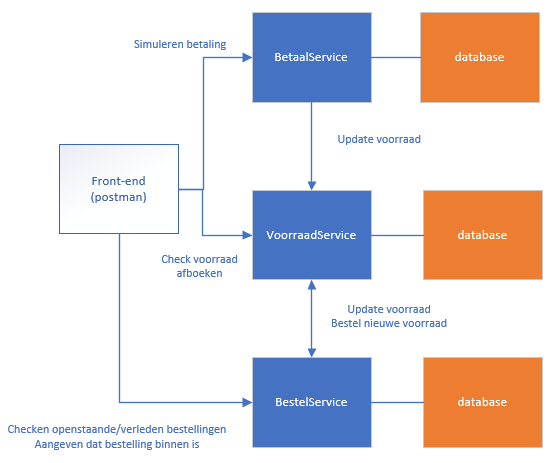 Simuleren betaling
BetaalService
database
Update voorraad
Front-end
(postman)
VoorraadService
database
Check voorraad
afboeken
Update voorraad
Bestel nieuwe voorraad
BestelService
database
Checken openstaande/verleden bestellingen
Aangeven dat bestelling binnen is